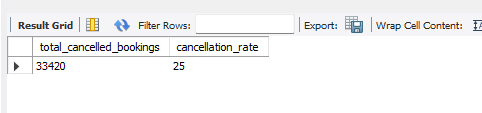 Result Grid Filter Rows: Export: Wrap Cell Content:
total_cancelled_bookings cancellation_rate
33420 25